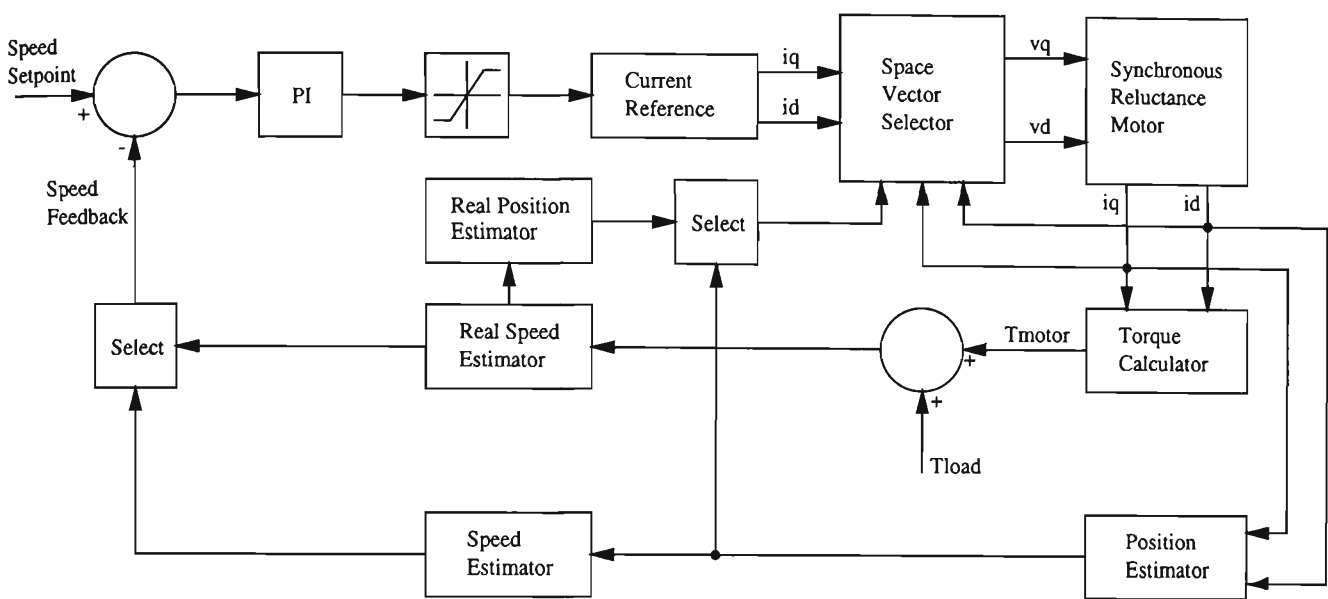 Speed
Setpoint
+
-
PI
Current
Reference
iq
id
Space
Vector
Selector
vq
vd
Synchronous
Reluctance
Motor
iq
id
Speed
Feedback
Real Position
Estimator
Select
Select
Real Speed
Estimator
Tmotor
+
+
Tload
Torque
Calculator
Speed
Estimator
Position
Estimator